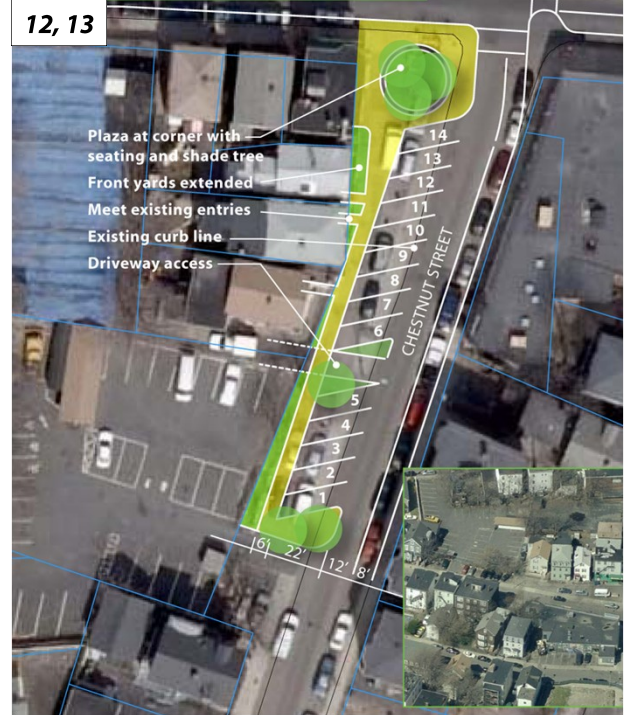 12, 13
Plaza at corner with
seating and shade tree
Front yards extended
Meet existing entries
Existing curb line
Driveway access
14
13
12
11
10
9
8
7
6
5
4
3
2
1
CHESTNUT STREET
6'
22'
12'
8'